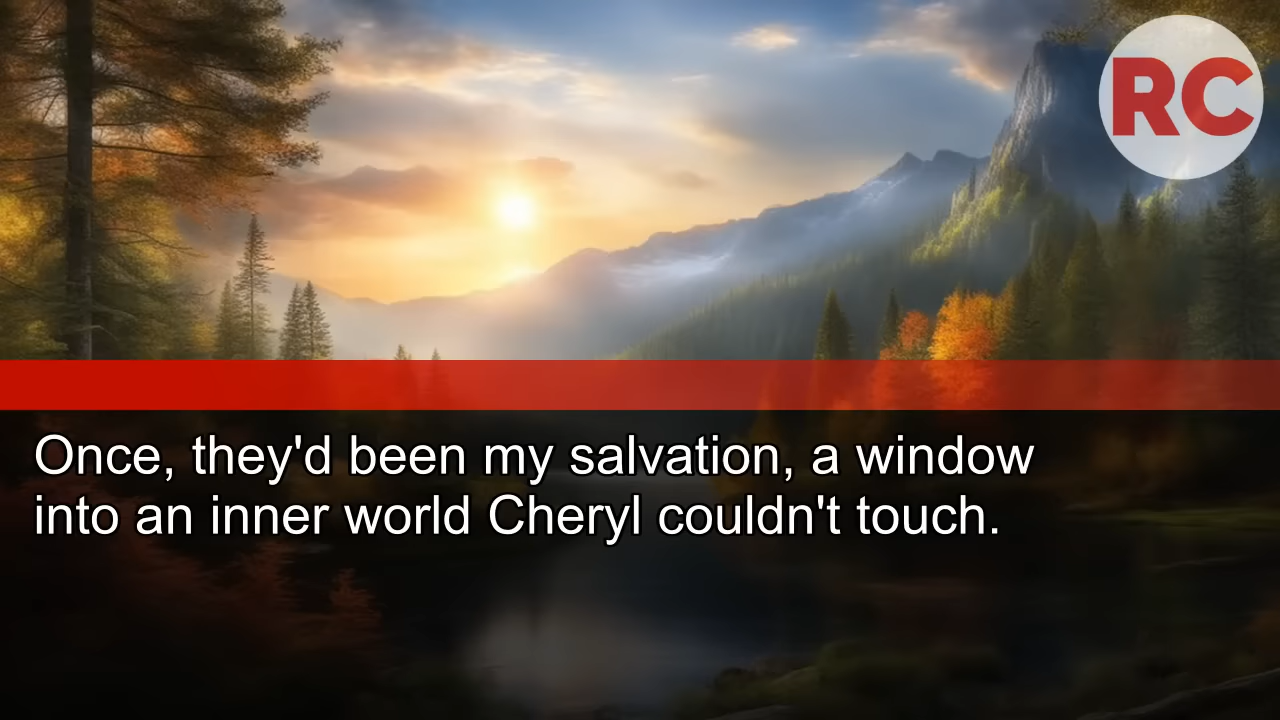 RC
Once, they'd been my salvation, a window
into an inner world Cheryl couldn't touch.